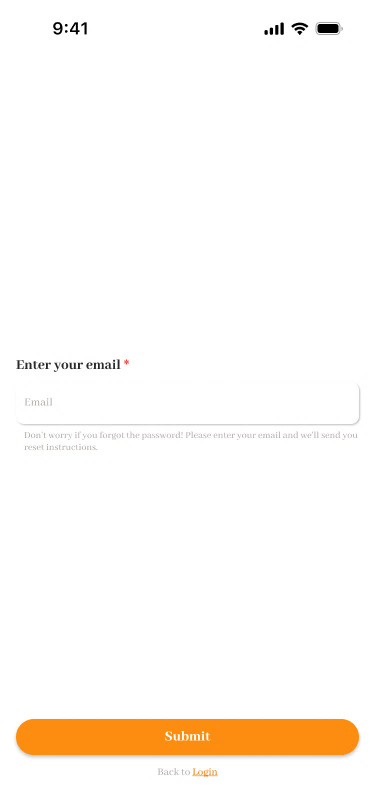 9:41
Enter your email *
Email
Don't worry if you forgot the password! Please enter your email and we'll send you
reset instructions.
Submit
Back to Login